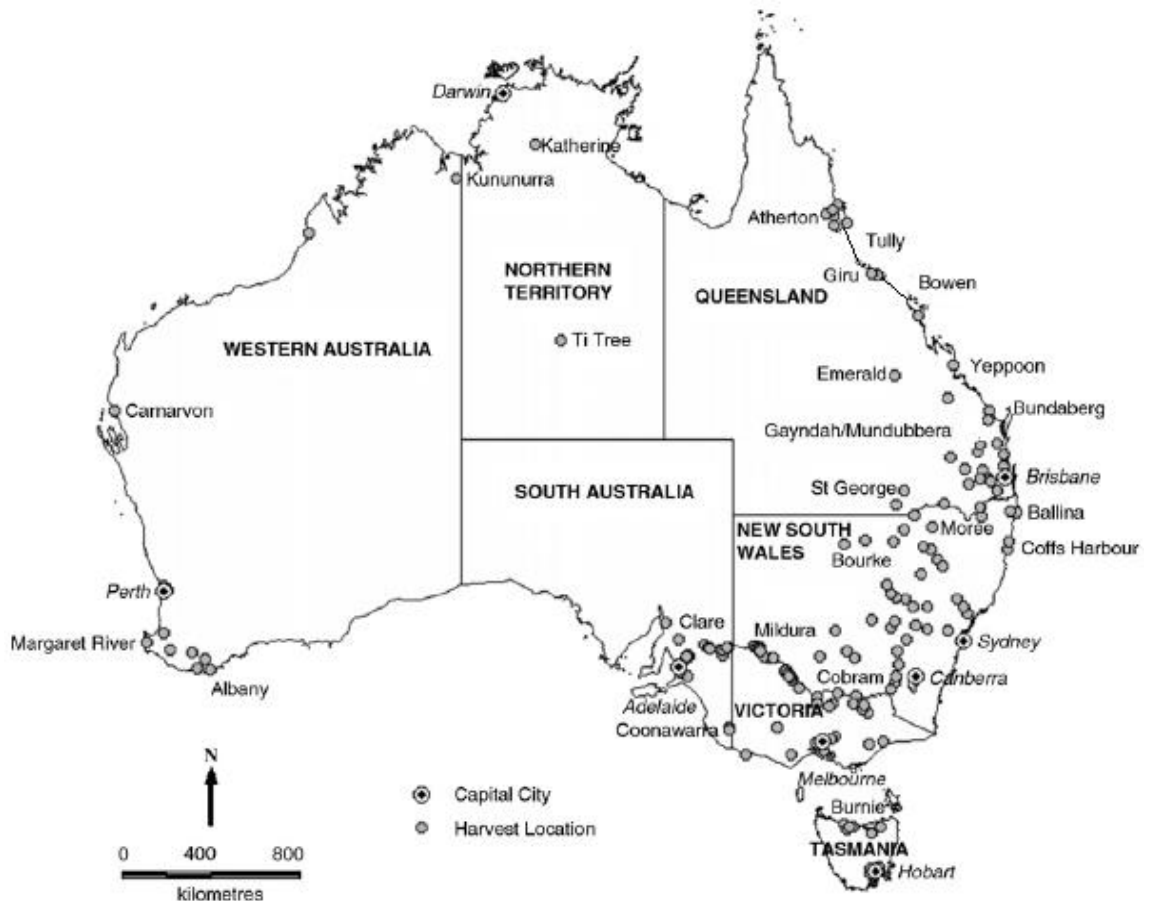 Darwin
Katherine
Kununurra
Atherton
Tully
NORTHERN
TERRITORY
Giru
Bowen
QUEENSLAND
Ti Tree
WESTERN AUSTRALIA
Yeppoon
Emerald
Carnarvon
Bundaberg
Gayndah/Mundubbera
Brisbane
SOUTH AUSTRALIA
St George
Ballina
NEW SOUTH
WALES
Moree
Coffs Harbour
Bourke
Perth
Clare
Mildura
Margaret River
Sydney
Albany
Cobram
Canberra
Adelaide
VICTORIA
Coonawarra
N
Melbourne
Capital City
Burnie
Harvest Location
TASMANIA
0 400 800
Hobart
kilometres